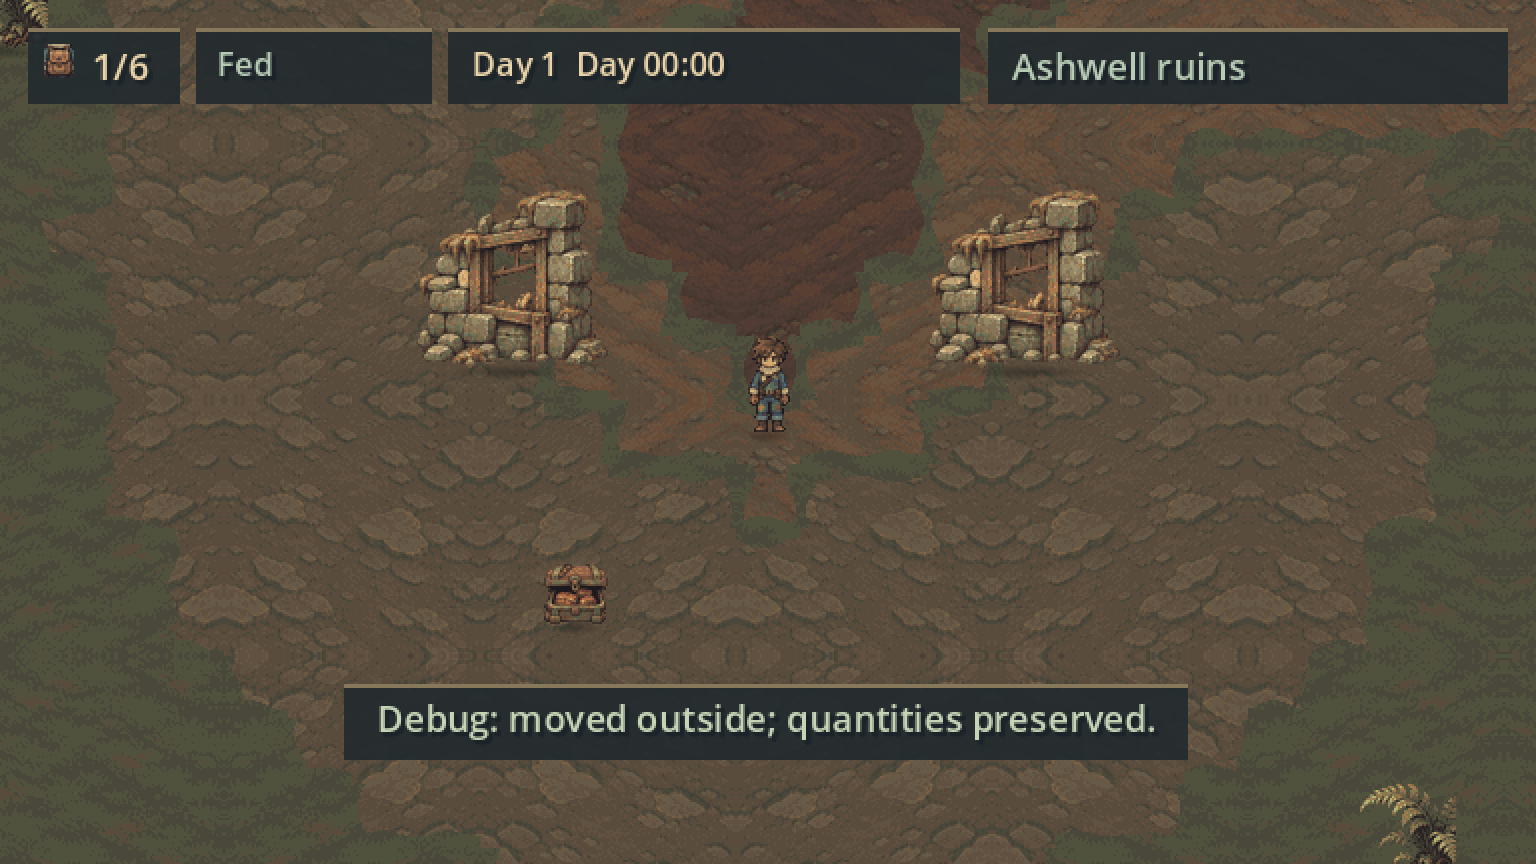 1/6
Fed
Day 1 Day 00:00
Ashwell ruins
Debug: moved outside; quantities preserved.